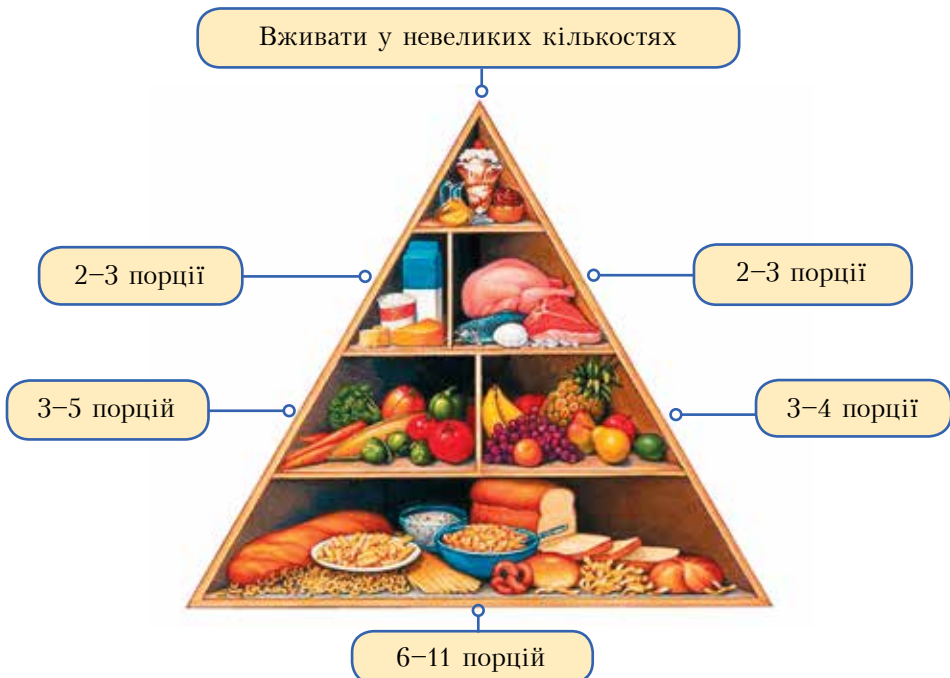 Вживати у невеликих кількостях
2–3 порції
2–3 порції
3–5 порцій
3–4 порції
6–11 порцій